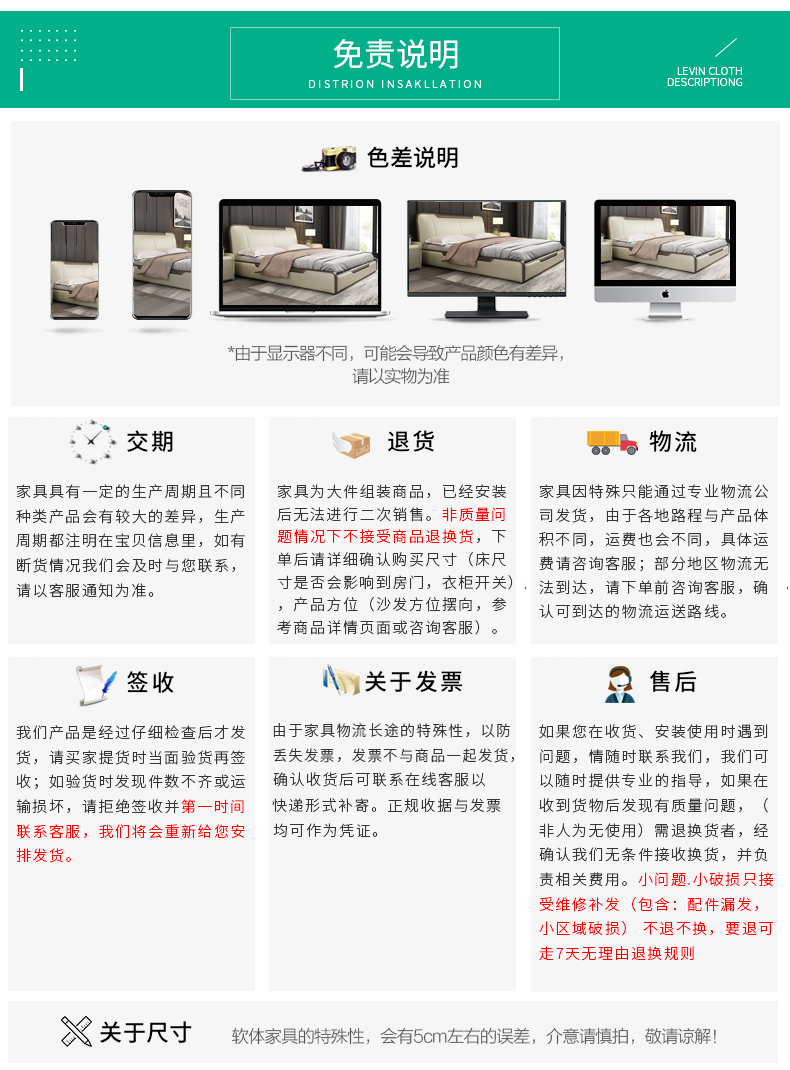 免责说明
DISTRION INSAKLLATION
LEVIN CLOTH
DESCRIPTIONG
色差说明
*由于显示器不同，可能会导致产品颜色有差异，
请以实物为准
交期
家具具有一定的生产周期且不同
种类产品会有较大的差异，生产
周期都注明在宝贝信息里，如有
断货情况我们会及时与您联系，
请以客服通知为准。
退货
家具为大件组装商品，已经安装
后无法进行二次销售。非质量问
题情况下不接受商品退换货，下
单后请详细确认购买尺寸（床尺
寸是否会影响到房门，衣柜开关）
，产品方位（沙发方位摆向，参
考商品详情页面或咨询客服）。
物流
家具因特殊只能通过专业物流公
司发货，由于各地路程与产品体
积不同，运费也会不同，具体运
费请咨询客服；部分地区物流无
法到达，请下单前咨询客服，确
认可到达的物流运送路线。
签收
我们产品是经过仔细检查后才发
货，请买家提货时当面验货再签
收；如验货时发现件数不齐或运
输损坏，请拒绝签收并第一时间
联系客服，我们将会重新给您安
排发货。
关于发票
由于家具物流长途的特殊性，以防
丢失发票，发票不与商品一起发货，
确认收货后可联系在线客服以
快递形式补寄。正规收据与发票
均可作为凭证。
售后
如果您在收货、安装使用时遇到
问题，情随时联系我们，我们可
以随时提供专业的指导，如果在
收到货物后发现有质量问题，（
非人为无使用）需退换货者，经
确认我们无条件接收换货，并负
责相关费用。小问题.小破损只接
受维修补发（包含：配件漏发，
小区域破损） 不退不换，要退可
走7天无理由退换规则
关于尺寸
软体家具的特殊性，会有5cm左右的误差，介意请慎拍，敬请谅解！